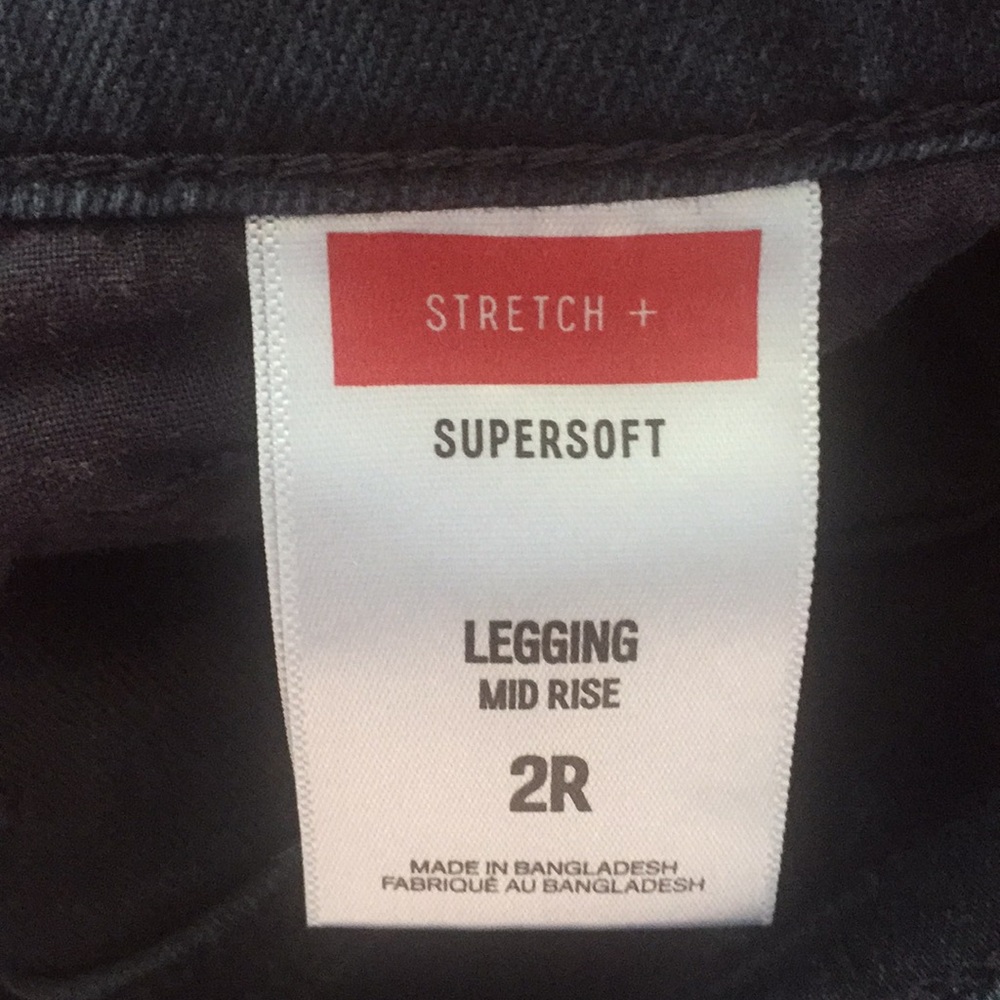 STRETCH +
SUPERSOFT
LEGGING
MID RISE
2R
MADE IN BANGLADESH
FABRIQUÉ AU BANGLADESH